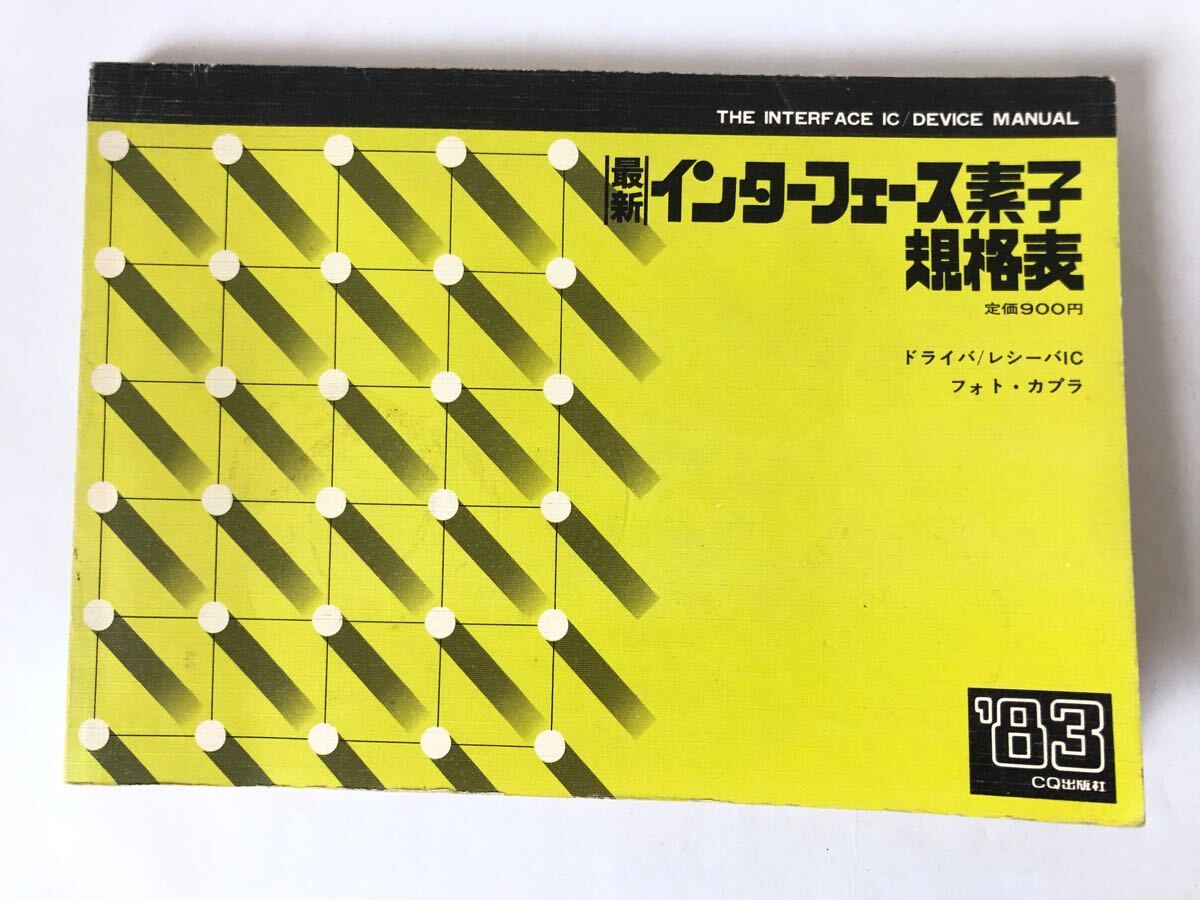 THE INTERFACE IC/DEVICE MANUAL
最新 インターフェース素子
規格表
定価900円
ドライバ/レシーバIC
フォト・カプラ
'83
CQ出版社